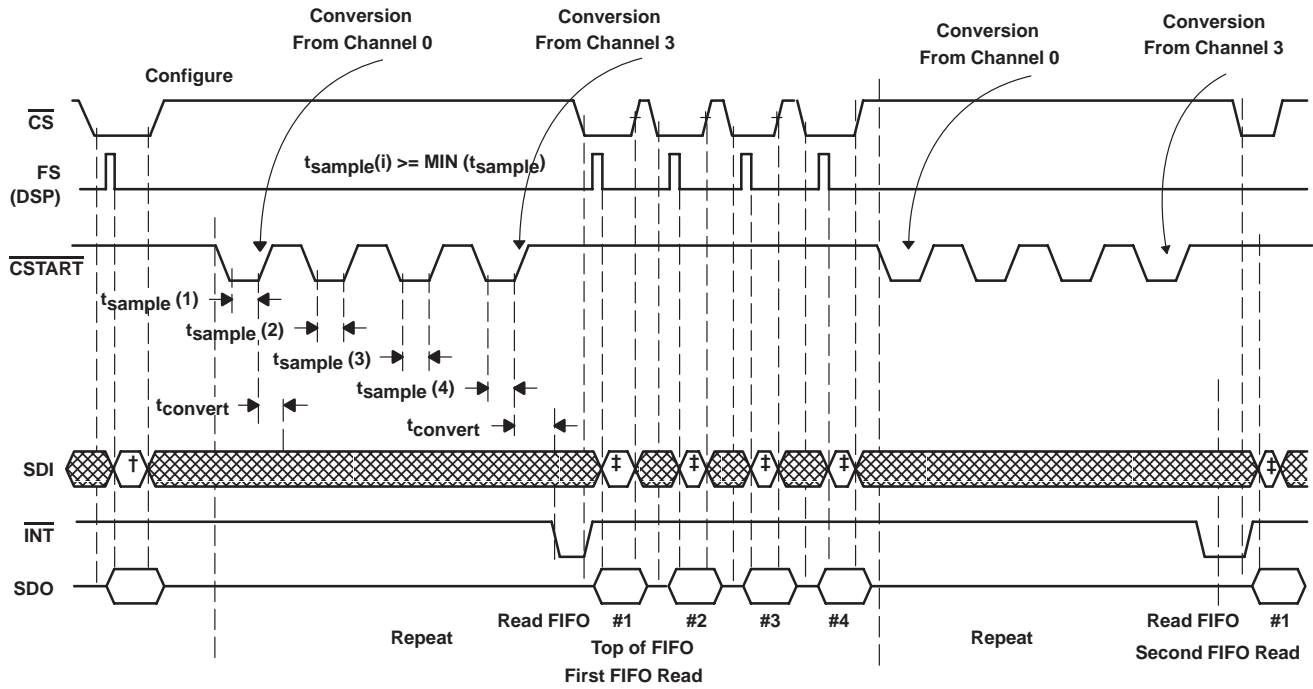 Conversion
From Channel 0
Conversion
From Channel 3
Conversion
From Channel 0
Conversion
From Channel 3
Configure
CS
FS
(DSP)
tsample(i) >= MIN (tsample)
CSTART
tsample (1)
tsample (2)
tsample (3)
tsample (4)
tconvert
tconvert
SDI
†
‡
‡
‡
‡
‡
INT
SDO
Repeat
Read FIFO
#1
#2
#3
#4
Top of FIFO
First FIFO Read
Repeat
Read FIFO
#1
Second FIFO Read